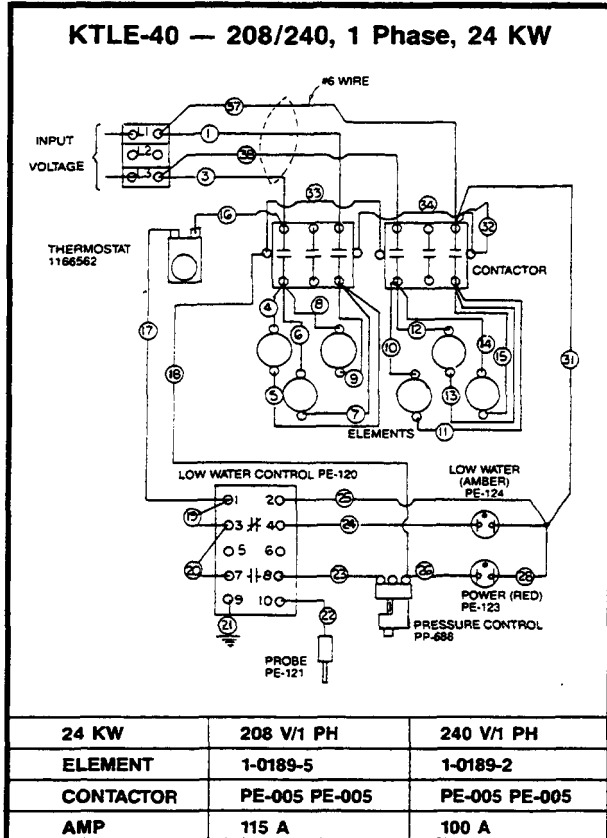 KTLE-40 — 208/240, 1 Phase, 24 KW
#6 WIRE
37
INPUT
VOLTAGE
L1
1
L2
38
L3
3
33
34
16
32
THERMOSTAT
1166562
CONTACTOR
4
8
6
12
14
10
15
17
18
9
5
7
13
11
31
ELEMENTS
LOW WATER CONTROL PE-120
LOW WATER
(AMBER)
PE-124
1
2
25
19
3
4
24
5
6
20
7
8
23
26
28
9
10
21
22
POWER (RED)
PE-123
PRESSURE CONTROL
PP-688
PROBE
PE-121
24 KW 208 V/1 PH 240 V/1 PH
ELEMENT 1-0189-5 1-0189-2
CONTACTOR PE-005 PE-005 PE-005 PE-005
AMP 115 A 100 A